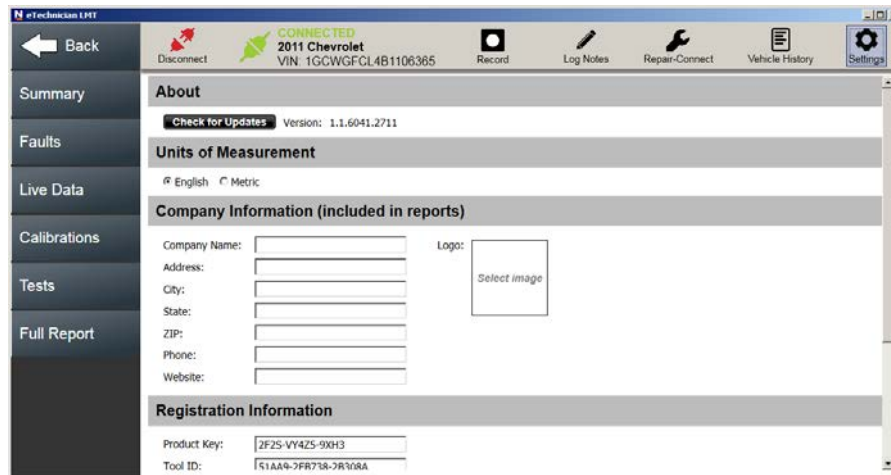 eTechnician LMT
Back
Disconnect
CONNECTED
2011 Chevrolet
VIN: 1GCWGFCL4B1106365
Record
Log Notes
Repair-Connect
Vehicle History
Settings
Summary
Faults
Live Data
Calibrations
Tests
Full Report
About
Check for Updates Version: 1.1.6041.2711
Units of Measurement
English Metric
Company Information (included in reports)
Company Name:
Logo:
Select image
Address:
City:
State:
ZIP:
Phone:
Website:
Registration Information
Product Key: 2F2S-VY4Z5-9XH3
Tool ID: 51AA9-2FB738-2B308A